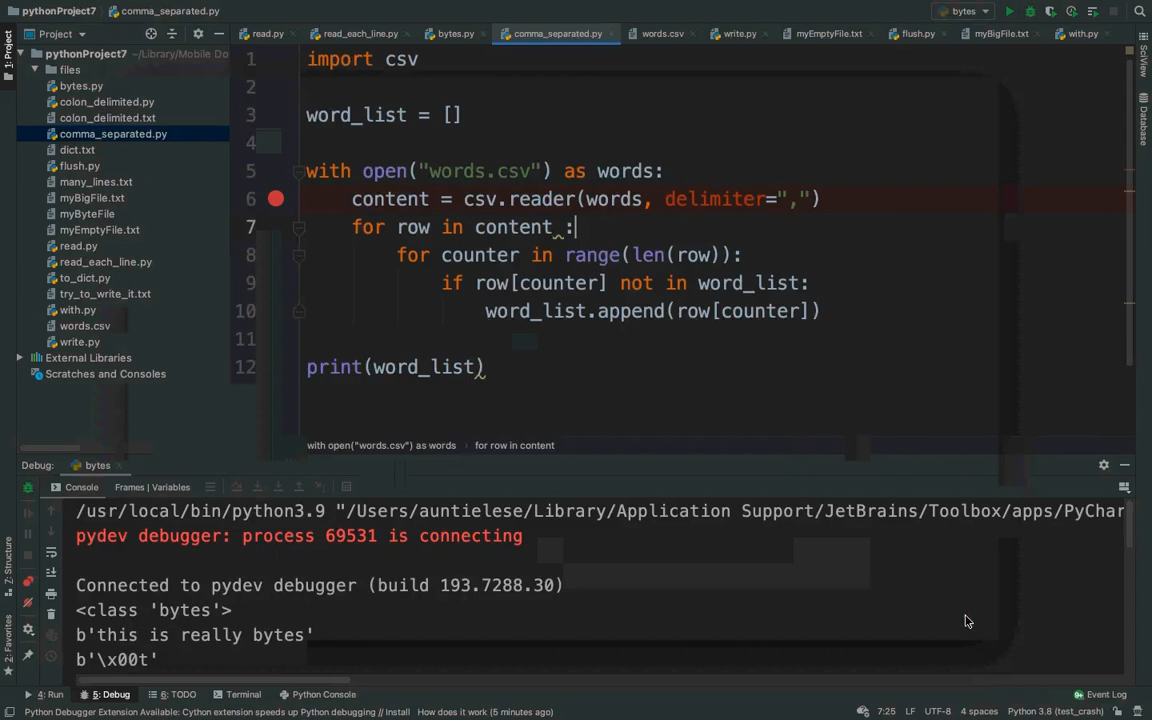 pythonProject7 › comma_separated.py
bytes
1: Project
Project
read.py
read_each_line.py
bytes.py
comma_separated.py
words.csv
write.py
myEmptyFile.txt
flush.py
myBigFile.txt
with.py
pythonProject7 ~/Library/Mobile Do
files
bytes.py
colon_delimited.py
colon_delimited.txt
comma_separated.py
dict.txt
flush.py
many_lines.txt
myBigFile.txt
myByteFile
myEmptyFile.txt
read.py
read_each_line.py
to_dict.py
try_to_write_it.txt
with.py
words.csv
write.py
External Libraries
Scratches and Consoles
1 import csv
2
3 word_list = []
4
5 with open("words.csv") as words:
6 content = csv.reader(words, delimiter=",")
7 for row in content :
8 for counter in range(len(row)):
9 if row[counter] not in word_list:
10 word_list.append(row[counter])
11
12 print(word_list)
SciView
Database
with open("words.csv") as words › for row in content
Debug: bytes
Console Frames | Variables
/usr/local/bin/python3.9 "/Users/auntielese/Library/Application Support/JetBrains/Toolbox/apps/PyChar
pydev debugger: process 69531 is connecting
Connected to pydev debugger (build 193.7288.30)
<class 'bytes'>
b'this is really bytes'
b'\x00t'
Z: Structure
2: Favorites
4: Run 5: Debug 6: TODO Terminal Python Console Event Log
Python Debugger Extension Available: Cython extension speeds up Python debugging // Install How does it work (5 minutes ago) 7:25 LF UTF-8 4 spaces Python 3.8 (test_crash)